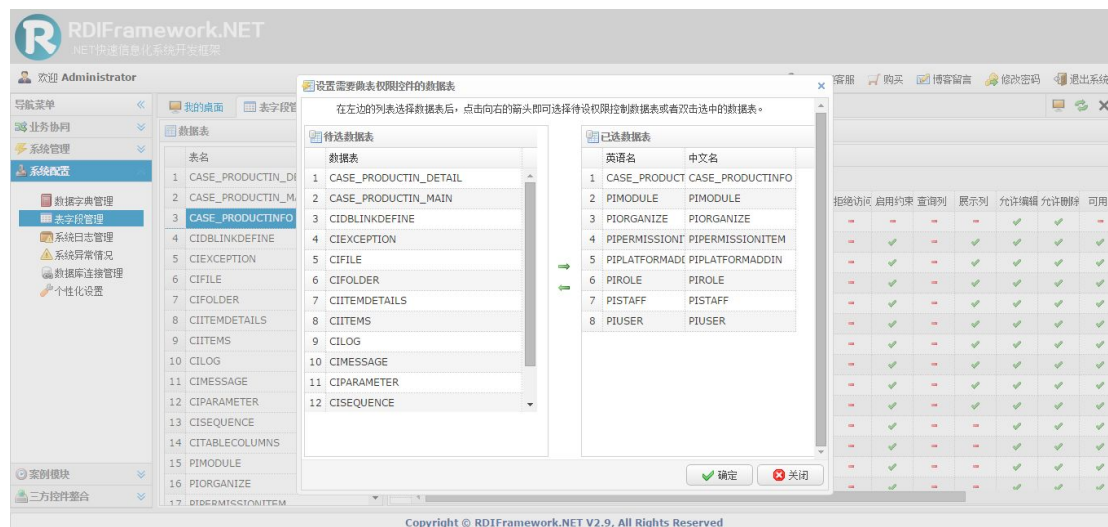 RDIFramework.NET
.NET快速信息化系统开发框架
欢迎 Administrator
客服 购买 博客留言 修改密码 退出系统
导航菜单
业务协同
系统管理
系统配置
数据字典管理
表字段管理
系统日志管理
系统异常情况
数据库连接管理
个性化设置
案例模块
三方控件整合
我的桌面 表字段管
数据表
表名
1 CASE_PRODUCTIN_DE
2 CASE_PRODUCTIN_MA
3 CASE_PRODUCTINFO
4 CIDBLINKDEFINE
5 CIEXCEPTION
6 CIFILE
7 CIFOLDER
8 CIITEMDETAILS
9 CIITEMS
10 CILOG
11 CIMESSAGE
12 CIPARAMETER
13 CISEQUENCE
14 CITABLECOLUMNS
15 PIMODULE
16 PIORGANIZE
17 PIPERMISSIONITEM
设置需要做表权限控件的数据表
在左边的列表选择数据表后，点击向右的箭头即可选择待设权限控制数据表或者双击选中的数据表。
待选数据表
数据表
1 CASE_PRODUCTIN_DETAIL
2 CASE_PRODUCTIN_MAIN
3 CIDBLINKDEFINE
4 CIEXCEPTION
5 CIFILE
6 CIFOLDER
7 CIITEMDETAILS
8 CIITEMS
9 CILOG
10 CIMESSAGE
11 CIPARAMETER
12 CISEQUENCE
已选数据表
英语名 中文名
1 CASE_PRODUCT CASE_PRODUCTINFO
2 PIMODULE PIMODULE
3 PIORGANIZE PIORGANIZE
4 PIPERMISSIONI PIPERMISSIONITEM
5 PIPLATFORMADD PIPLATFORMADDIN
6 PIROLE PIROLE
7 PISTAFF PISTAFF
8 PIUSER PIUSER
确定 关闭
拒绝访问 启用约束 查询列 展示列 允许编辑 允许删除 可用
Copyright © RDIFramework.NET V2.9, All Rights Reserved